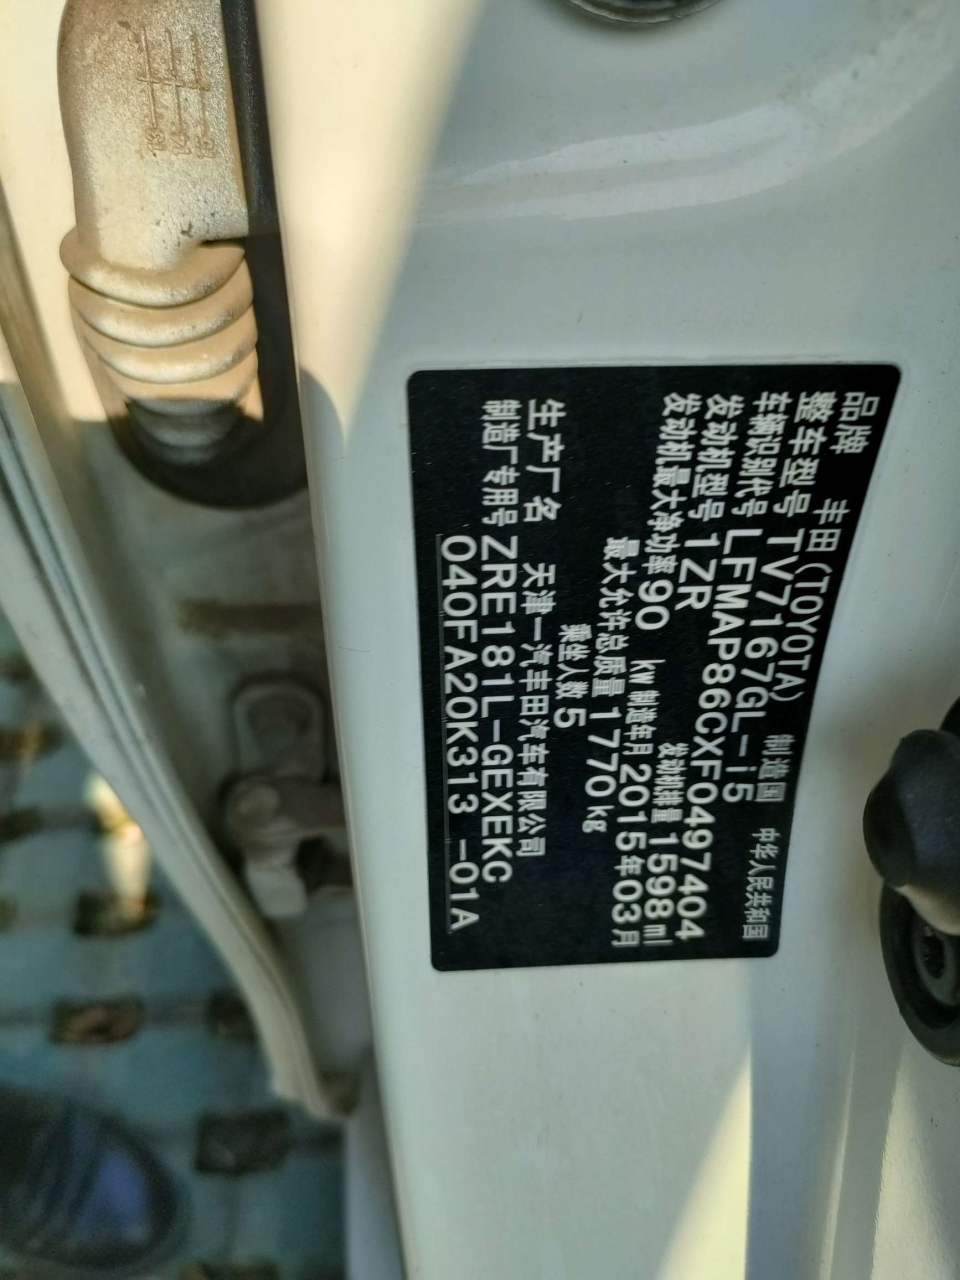 品牌 丰田(TOYOTA) 制造国 中华人民共和国
整车型号 TV7167GL-i5
车辆识别代号 LFMAP86CXF0497404
发动机型号 1ZR 发动机排量 1598 ml
发动机最大净功率 90 kW 制造年月 2015年03月
最大允许总质量 1770kg
乘坐人数 5
生产厂名 天津一汽丰田汽车有限公司
制造厂专用号 ZRE181L-GEXEKC
040FA20K313 -01A